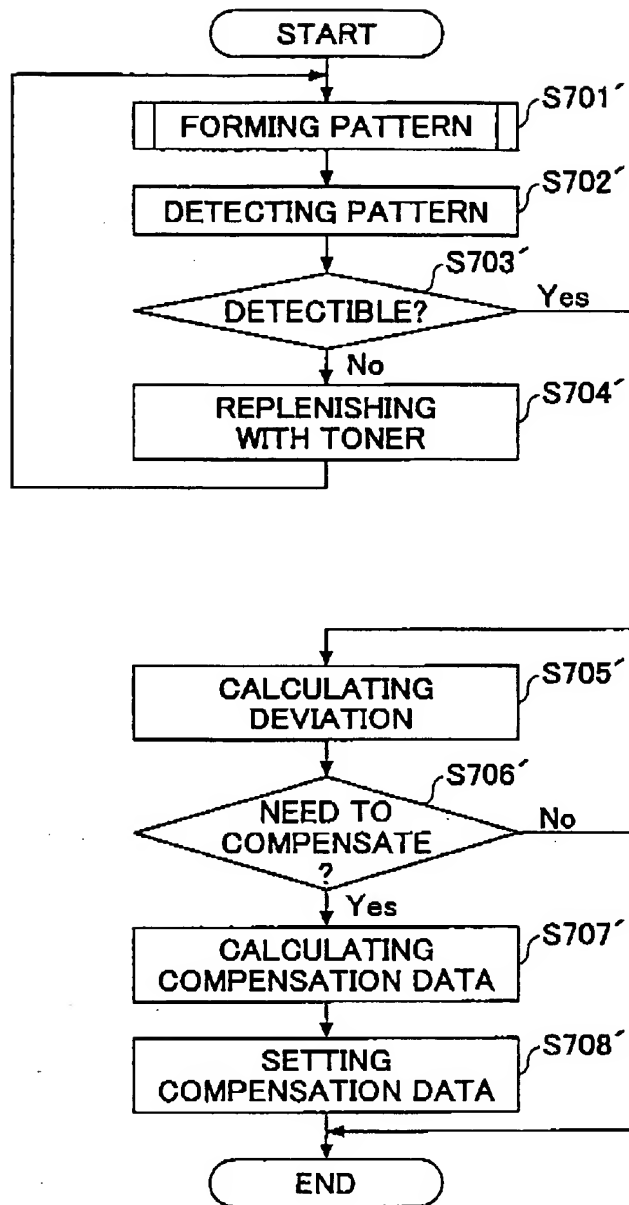 START
S701´
FORMING PATTERN
S702´
DETECTING PATTERN
S703´
DETECTIBLE?
Yes
No
S704´
REPLENISHING
WITH TONER
S705´
CALCULATING
DEVIATION
S706´
NEED TO
COMPENSATE
?
No
Yes
S707´
CALCULATING
COMPENSATION DATA
S708´
SETTING
COMPENSATION DATA
END